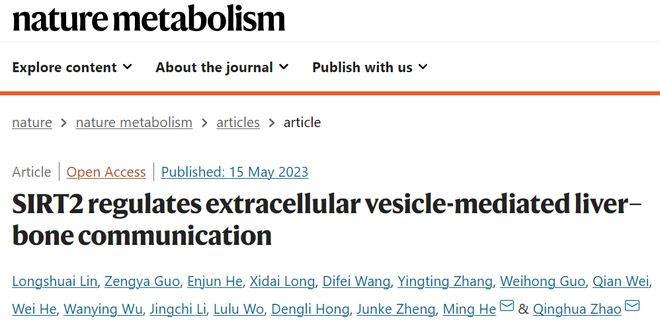 nature metabolism
Explore content About the journal Publish with us
nature > nature metabolism > articles > article
Article | Open Access | Published: 15 May 2023
SIRT2 regulates extracellular vesicle-mediated liver–
bone communication
Longshuai Lin, Zengya Guo, Enjun He, Xidai Long, Difei Wang, Yingting Zhang, Weihong Guo, Qian Wei,
Wei He, Wanying Wu, Jingchi Li, Lulu Wo, Dengli Hong, Junke Zheng, Ming He & Qinghua Zhao